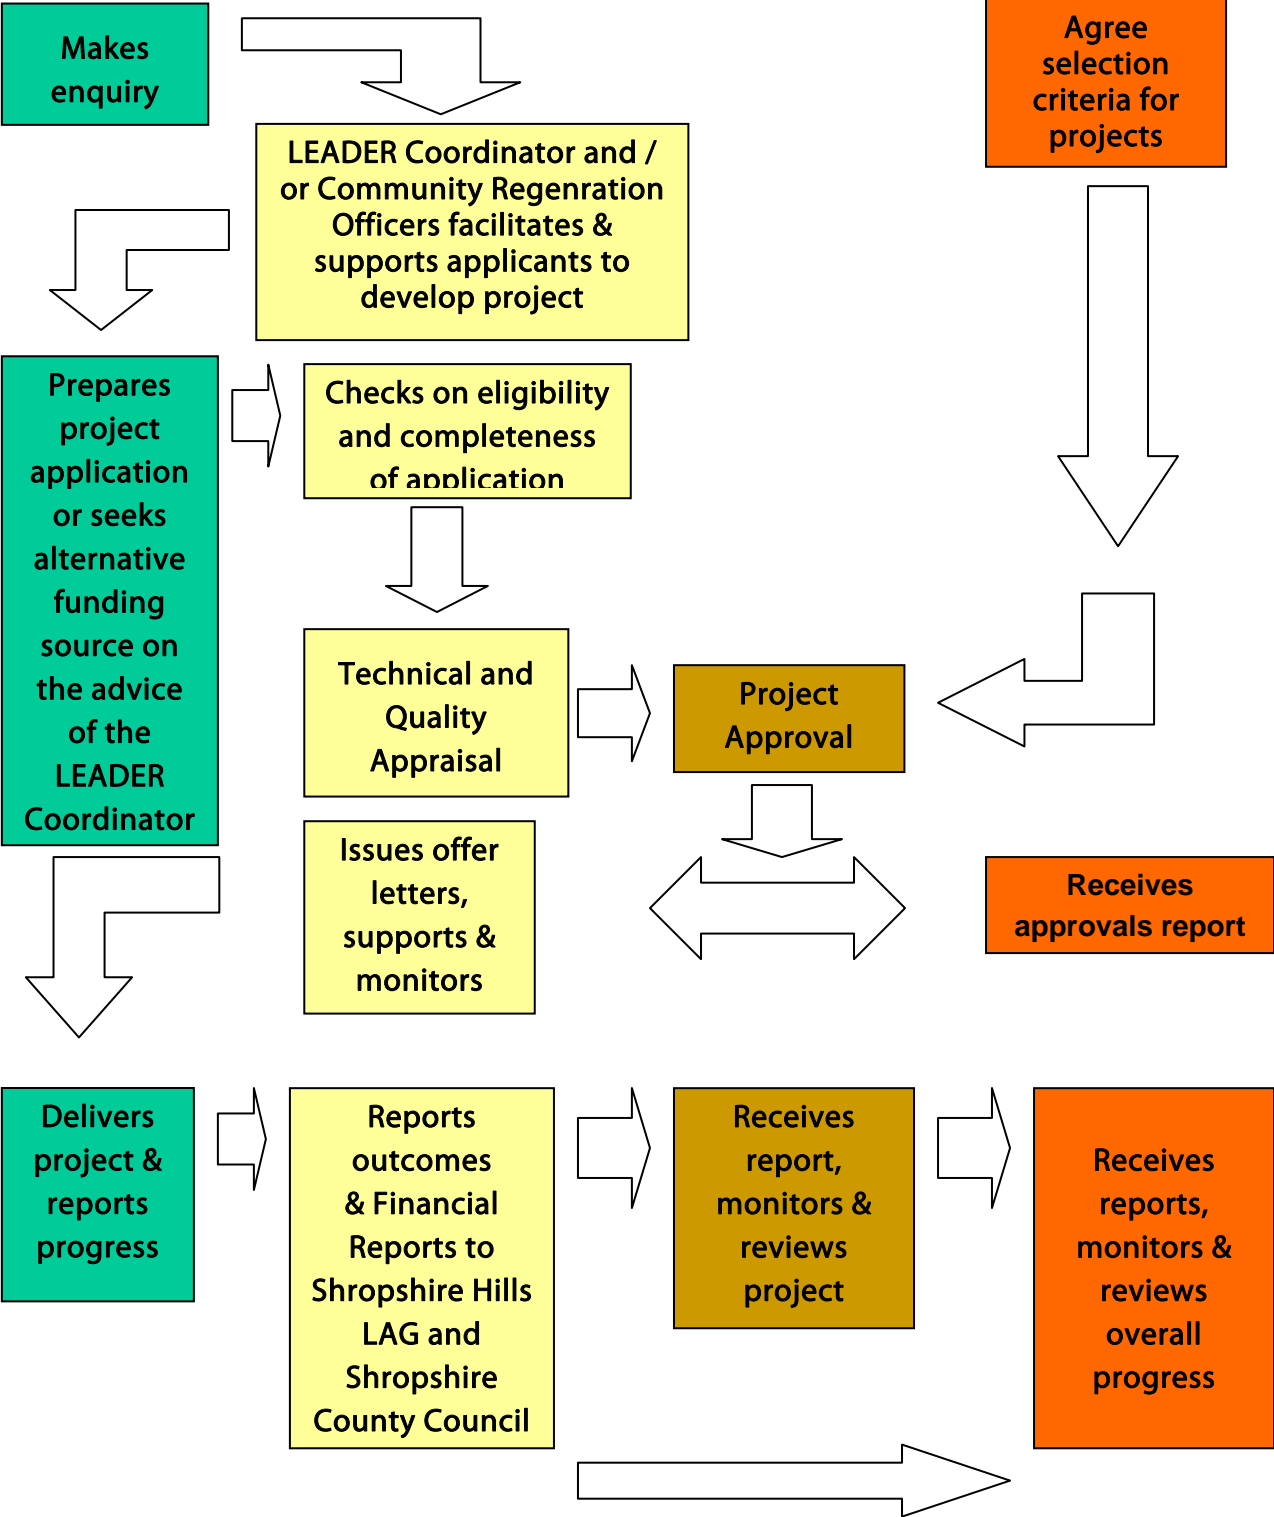 Makes
enquiry
Agree
selection
criteria for
projects
LEADER Coordinator and /
or Community Regenration
Officers facilitates &
supports applicants to
develop project
Prepares
project
application
or seeks
alternative
funding
source on
the advice
of the
LEADER
Coordinator
Checks on eligibility
and completeness
of application
Technical and
Quality
Appraisal
Project
Approval
Issues offer
letters,
supports &
monitors
Receives
approvals report
Delivers
project &
reports
progress
Reports
outcomes
& Financial
Reports to
Shropshire Hills
LAG and
Shropshire
County Council
Receives
report,
monitors &
reviews
project
Receives
reports,
monitors &
reviews
overall
progress